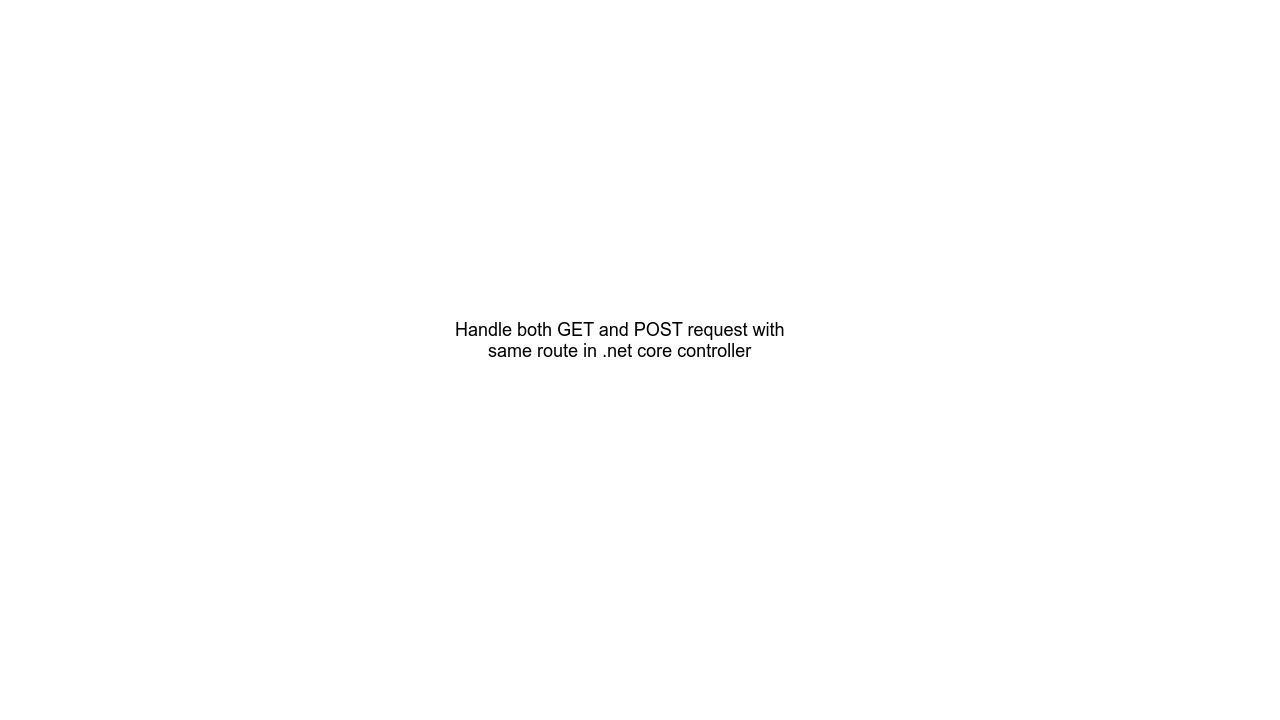 Handle both GET and POST request with
same route in .net core controller